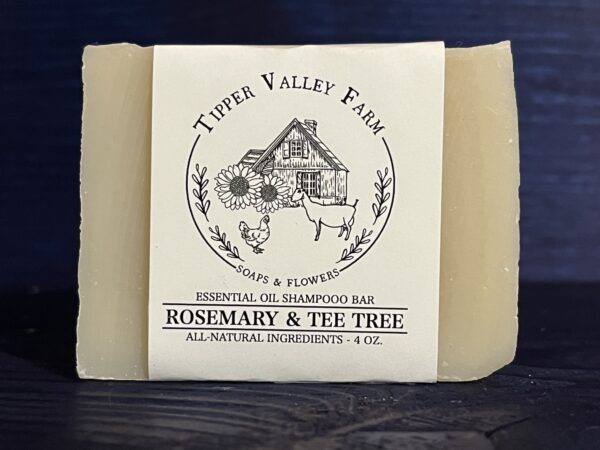 TIPPER VALLEY FARM
SOAPS & FLOWERS
ESSENTIAL OIL SHAMPOOO BAR
ROSEMARY & TEE TREE
ALL-NATURAL INGREDIENTS - 4 OZ.